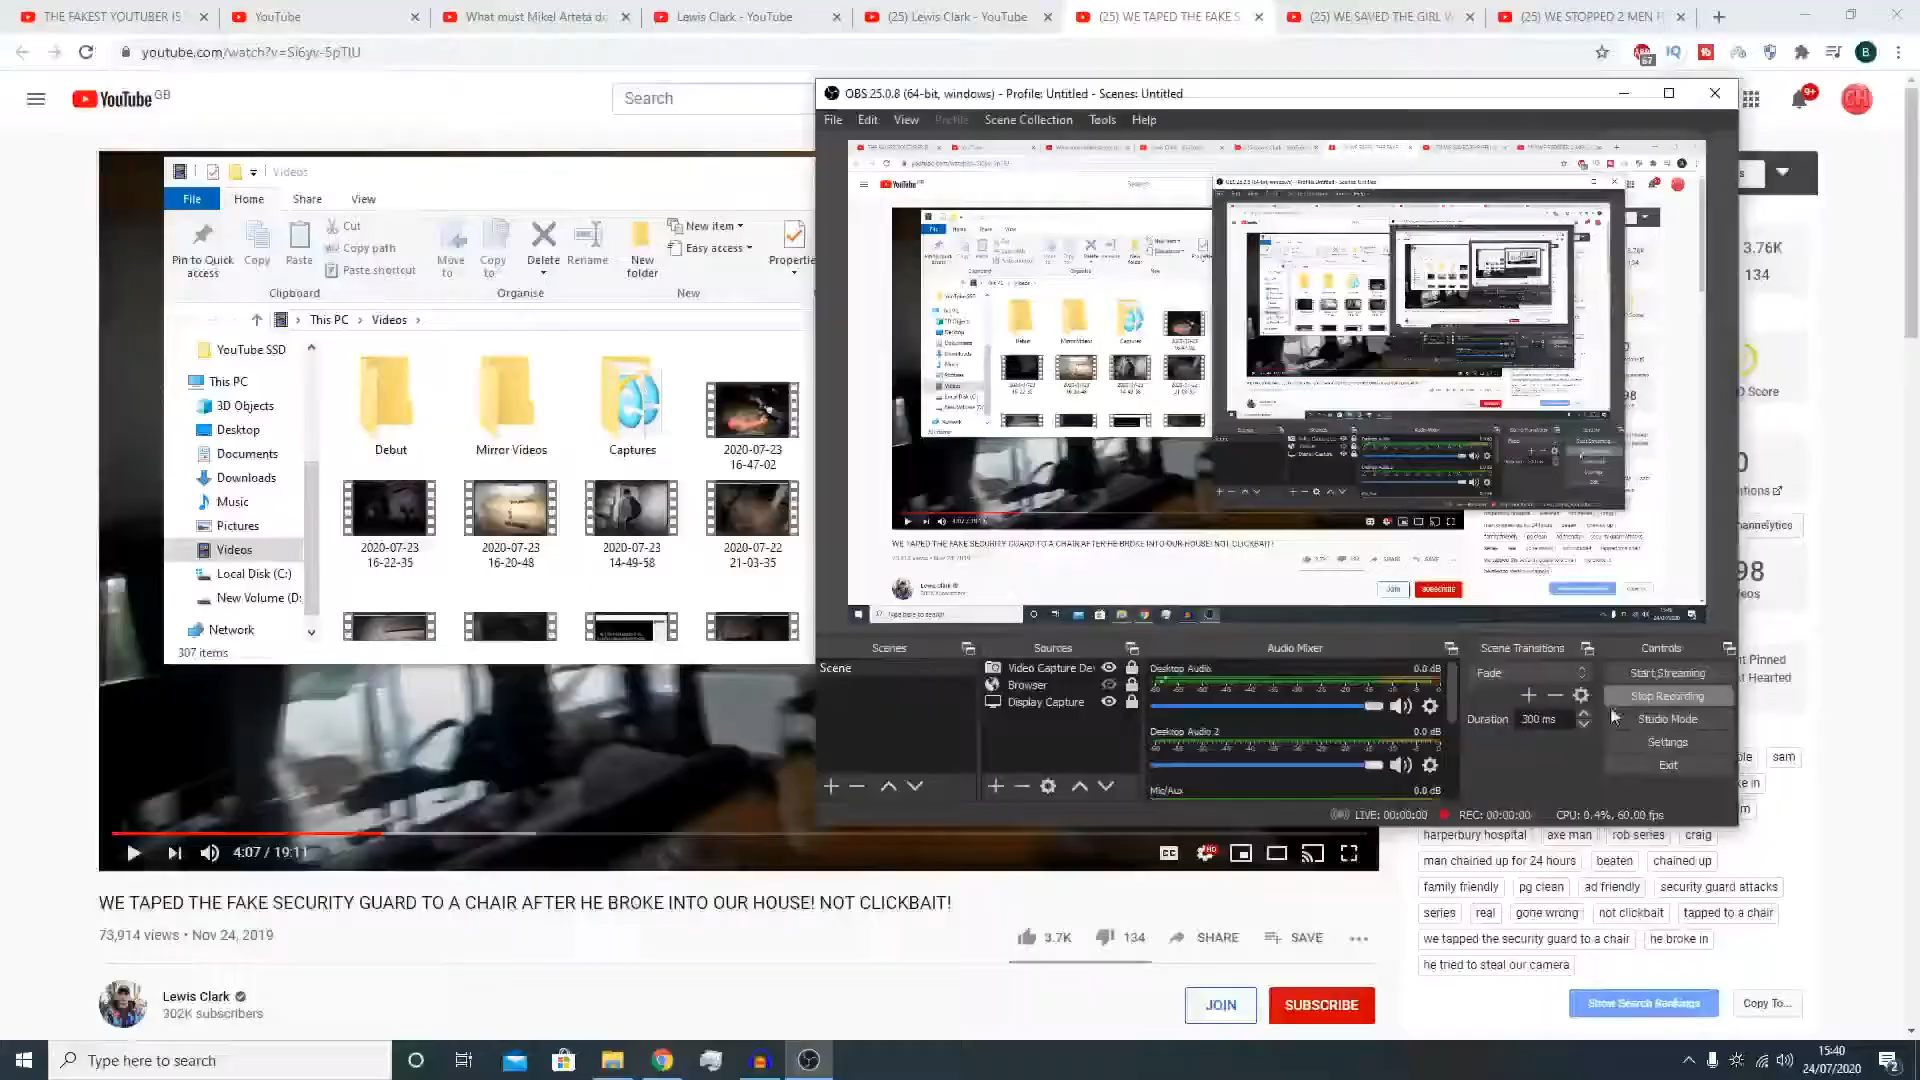 THE FAKEST YOUTUBER IS
YouTube
What must Mikel Arteta do
Lewis Clark - YouTube
(25) Lewis Clark - YouTube
(25) WE TAPED THE FAKE S
(25) WE SAVED THE GIRL W
(25) WE STOPPED 2 MEN F
youtube.com/watch?v=Si6yv-5pTlU
YouTube GB
Search
9+
Videos
File Home Share View
Pin to Quick access
Copy
Paste
Cut
Copy path
Paste shortcut
Clipboard
Move to
Copy to
Delete
Rename
Organise
New folder
New item
Easy access
New
Properties
This PC > Videos >
YouTube SSD
This PC
3D Objects
Desktop
Documents
Downloads
Music
Pictures
Videos
Local Disk (C:)
New Volume (D:
Network
307 items
Debut
Mirror Videos
Captures
2020-07-23 16-47-02
2020-07-23 16-22-35
2020-07-23 16-20-48
2020-07-23 14-49-58
2020-07-22 21-03-35
OBS 25.0.8 (64-bit, windows) - Profile: Untitled - Scenes: Untitled
File Edit View Profile Scene Collection Tools Help
Scenes
Scene
Sources
Video Capture De
Browser
Display Capture
Audio Mixer
Desktop Audio 0.0 dB
Desktop Audio 2 0.0 dB
Mic/Aux 0.0 dB
Scene Transitions
Fade
Duration 300 ms
Controls
Start Streaming
Stop Recording
Studio Mode
Settings
Exit
LIVE: 00:00:00
REC: 00:00:00
CPU: 0.4%, 60.00 fps
3.76K
134
sam
harperbury hospital
axe man
rob series
craig
man chained up for 24 hours
beaten
chained up
family friendly
pg clean
ad friendly
security guard attacks
series
real
gone wrong
not clickbait
tapped to a chair
we tapped the security guard to a chair
he broke in
he tried to steal our camera
Show Search Rankings
Copy To...
4:07 / 19:11
WE TAPED THE FAKE SECURITY GUARD TO A CHAIR AFTER HE BROKE INTO OUR HOUSE! NOT CLICKBAIT!
73,914 views • Nov 24, 2019
3.7K
134
SHARE
SAVE
Lewis Clark
302K subscribers
JOIN
SUBSCRIBE
Type here to search
15:40
24/07/2020
2